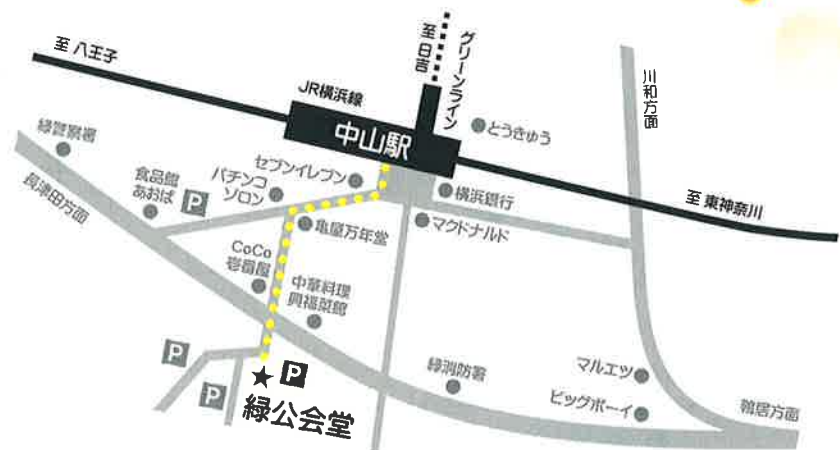 至 八王子
至 日吉
グリーンライン
川和方面
JR横浜線
中山駅
とうきゅう
緑警察署
長津田方面
食品館
あおば
P
パチンコ
ソロン
セブンイレブン
横浜銀行
至 東神奈川
亀屋万年堂
マクドナルド
CoCo
壱番屋
中華料理
興福菜館
P
P
P
緑公会堂
緑消防署
マルエツ
ビッグボーイ
鴨居方面